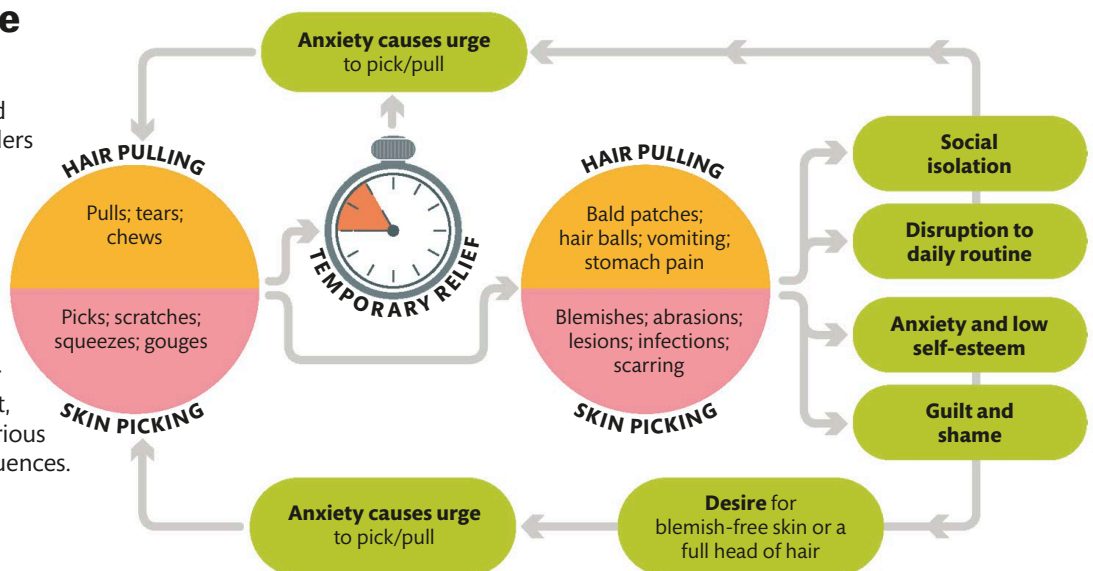 Anxiety causes urge
to pick/pull
HAIR PULLING
Pulls; tears;
chews
Picks; scratches;
squeezes; gouges
SKIN PICKING
TEMPORARY RELIEF
HAIR PULLING
Bald patches;
hair balls; vomiting;
stomach pain
Blemishes; abrasions;
lesions; infections;
scarring
SKIN PICKING
Social
isolation
Disruption to
daily routine
Anxiety and low
self-esteem
Guilt and
shame
Desire for
blemish-free skin or a
full head of hair
Anxiety causes urge
to pick/pull